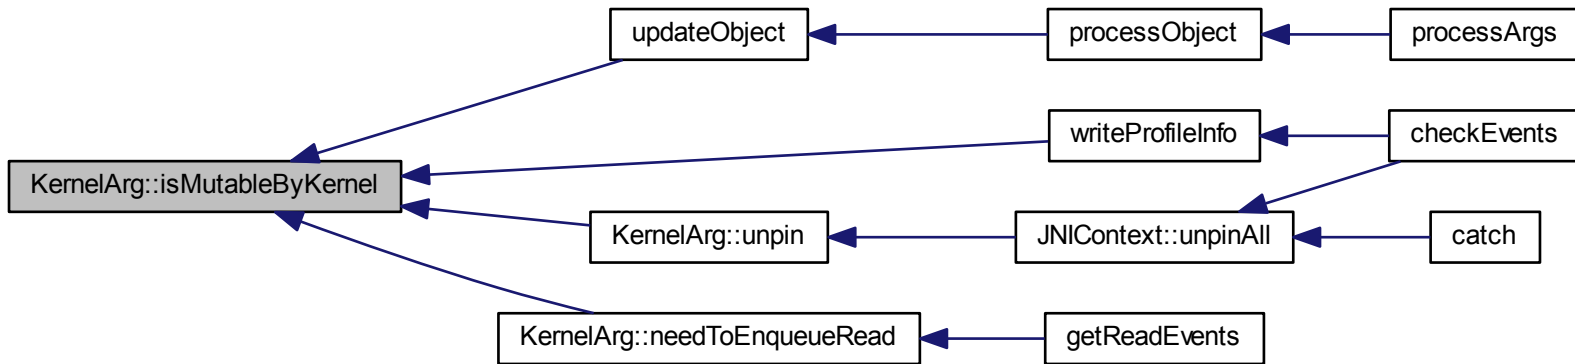 updateObject
processObject
processArgs
writeProfileInfo
checkEvents
KernelArg::isMutableByKernel
KernelArg::unpin
JNIContext::unpinAll
catch
KernelArg::needToEnqueueRead
getReadEvents